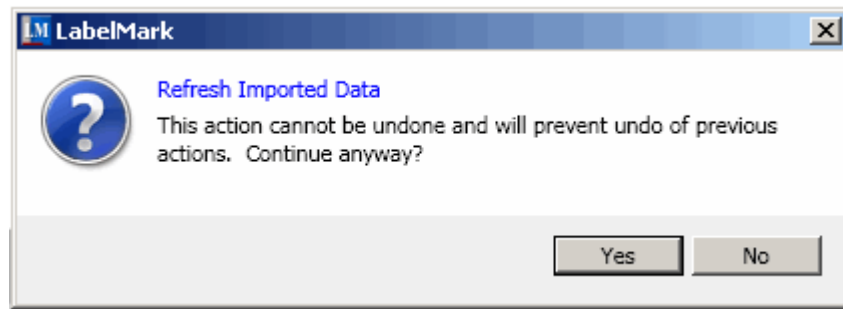 LM LabelMark
Refresh Imported Data
This action cannot be undone and will prevent undo of previous
actions.  Continue anyway?
Yes No